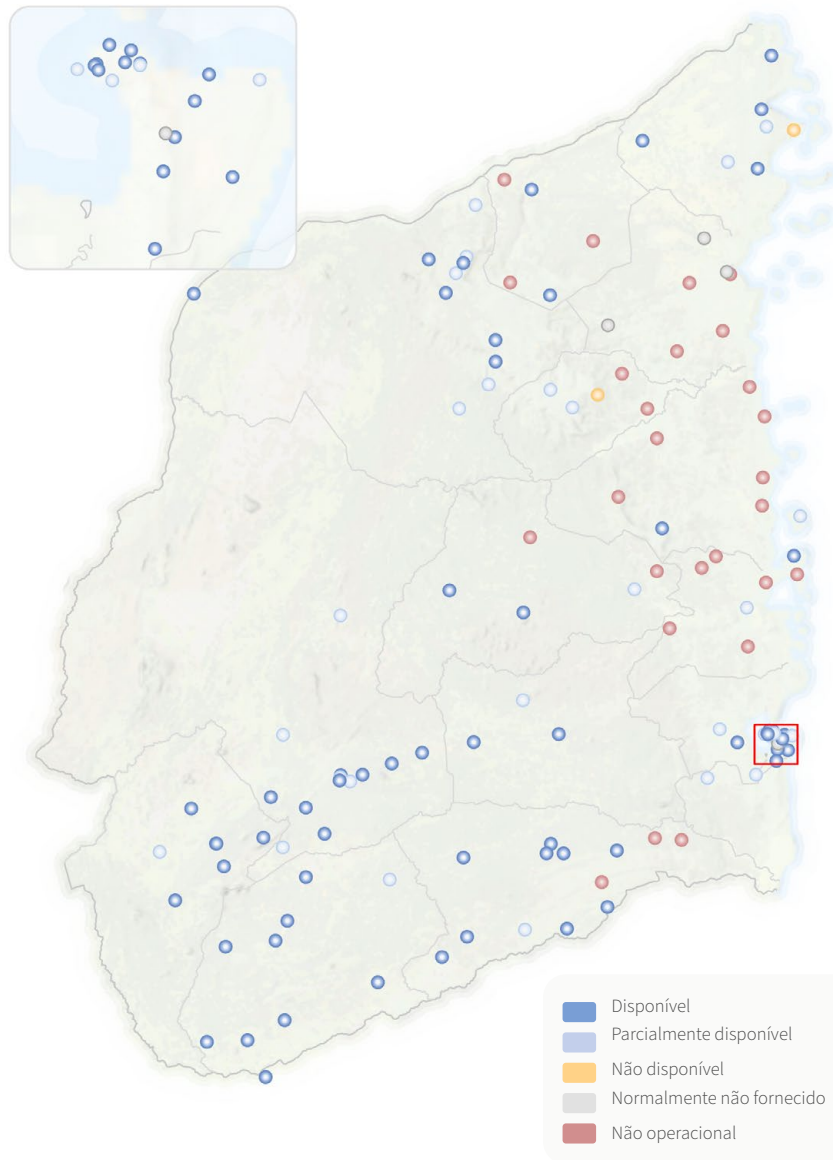 Disponível
Parcialmente disponível
Não disponível
Normalmente não fornecido
Não operacional